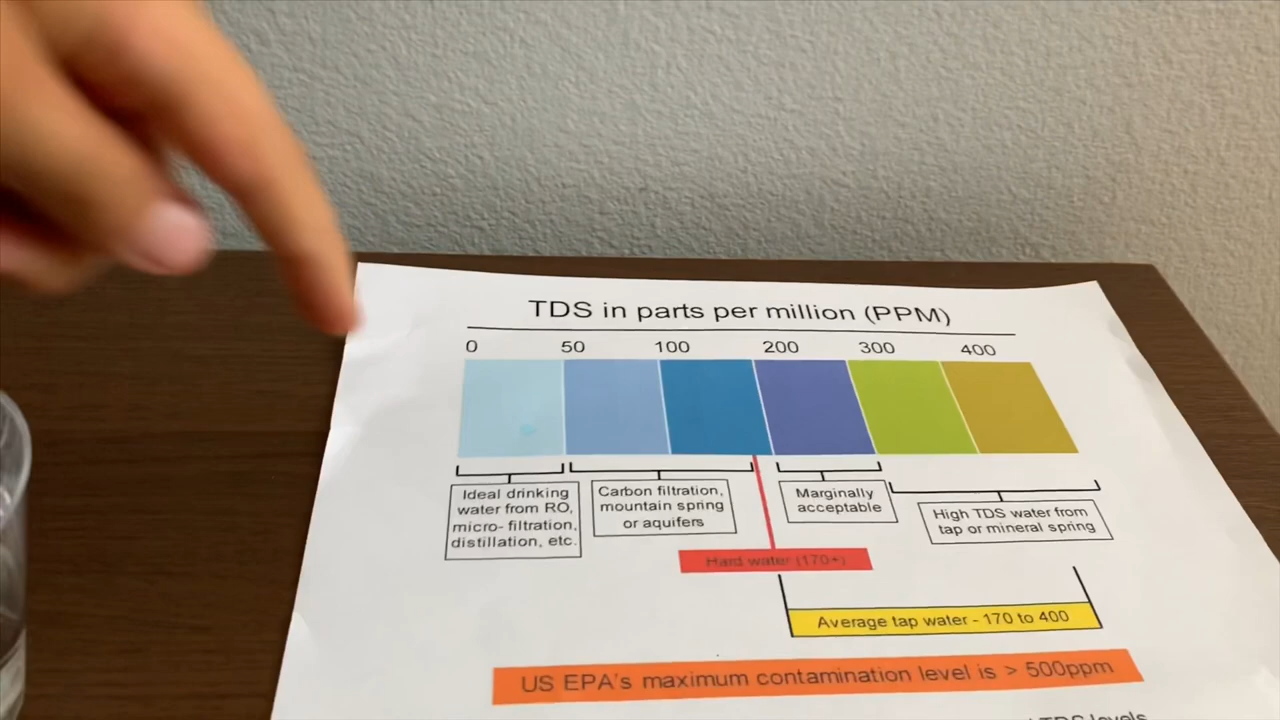 TDS in parts per million (PPM)
0 50 100 200 300 400
Ideal drinking
water from RO,
micro- filtration,
distillation, etc.
Carbon filtration,
mountain spring
or aquifers
Marginally
acceptable
High TDS water from
tap or mineral spring
Hard water (170+)
Average tap water - 170 to 400
US EPA's maximum contamination level is > 500ppm
TDS levels